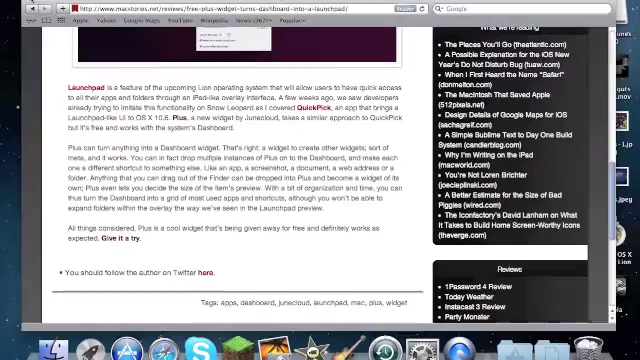 http://www.macstories.net/reviews/free-plus-widget-turns-dashboard-into-a-launchpad/
Reader
Google
Apple Yahoo! Google Maps YouTube Wikipedia News (367) Popular
Launchpad is a feature of the upcoming Lion operating system that will allow users to have quick access
to all their apps and folders through an iPad-like overlay interface. A few weeks ago, we saw developers
already trying to imitate this functionality on Snow Leopard as I covered QuickPick, an app that brings a
Launchpad-like UI to OS X 10.6. Plus, a new widget by Junecloud, takes a similar approach to QuickPick
but it's free and works with the system's Dashboard.
Plus can turn anything into a Dashboard widget. That's right: a widget to create other widgets; sort of
meta, and it works. You can in fact drop multiple instances of Plus on to the Dashboard, and make each
one a different shortcut to something else. Like an app, a screenshot, a document, a web address or a
folder. Anything that you can drag out of the Finder can be dropped into Plus and become a widget of its
own; Plus even lets you decide the size of the item's preview. With a bit of organization and time, you can
thus turn the Dashboard into a grid of most used apps and shortcuts, although you won't be able to
expand folders within the overlay the way we've seen in the Launchpad preview.
All things considered, Plus is a cool widget that's being given away for free and definitely works as
expected. Give it a try.
• You should follow the author on Twitter here.
Tags: apps, dashboard, junecloud, launchpad, mac, plus, widget
What we're reading
The Places You'll Go (theatlantic.com)
A Possible Explanation for the iOS New
Year's Do Not Disturb Bug (tuaw.com)
When I First Heard the Name "Safari"
(donmelton.com)
The Macintosh That Saved Apple
(512pixels.net)
Design Details of Google Maps for iOS
(sachagreif.com)
A Simple Sublime Text to Day One Build
System (candlerblog.com)
Why I'm Writing on the iPad
(macworld.com)
You're Not Loren Brichter
(joecieplinski.com)
A Better Estimate for the Size of Bad
Piggies (wired.com)
The Iconfactory's David Lanham on What
It Takes to Build Home Screen-Worthy Icons
(theverge.com)
Reviews
1Password 4 Review
Today Weather
Instacast 3 Review
Party Monster